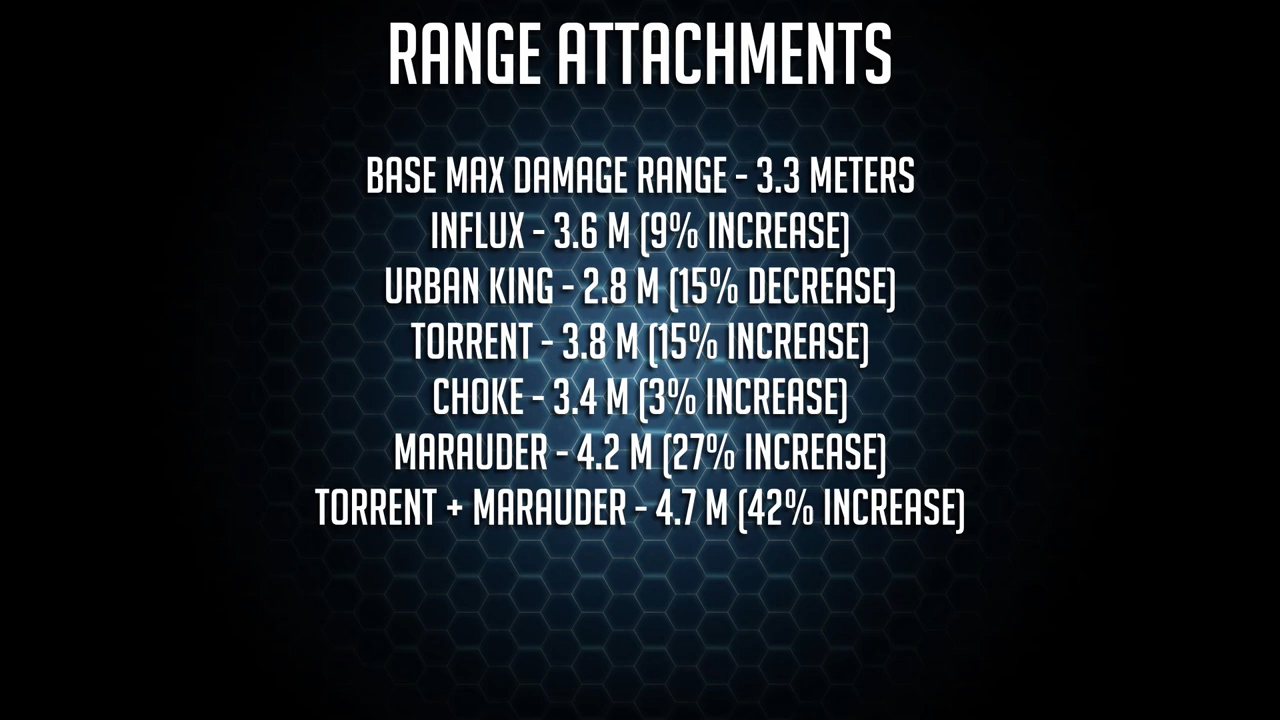 RANGE ATTACHMENTS
BASE MAX DAMAGE RANGE - 3.3 METERS
INFLUX - 3.6 M (9% INCREASE)
URBAN KING - 2.8 M (15% DECREASE)
TORRENT - 3.8 M (15% INCREASE)
CHOKE - 3.4 M (3% INCREASE)
MARAUDER - 4.2 M (27% INCREASE)
TORRENT + MARAUDER - 4.7 M (42% INCREASE)